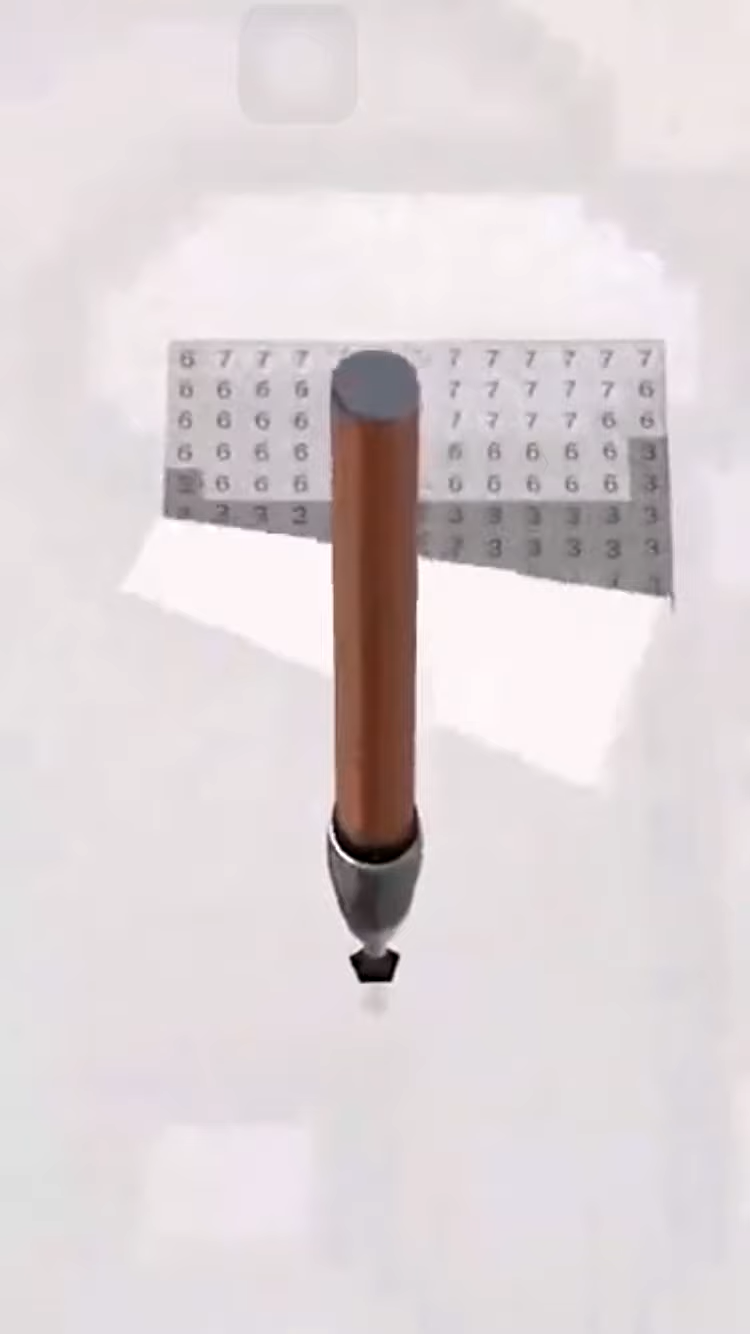 6 7 7 7 7 7 7 7 7 7
6 6 6 6 7 7 7 7 7 6
6 6 6 6 7 7 7 7 6 6
6 6 6 6 6 6 6 6 6 3
6 6 6 6 6 6 6 6 3
3 3 2 3 3 3 3 3 3
3 3 3 3 3